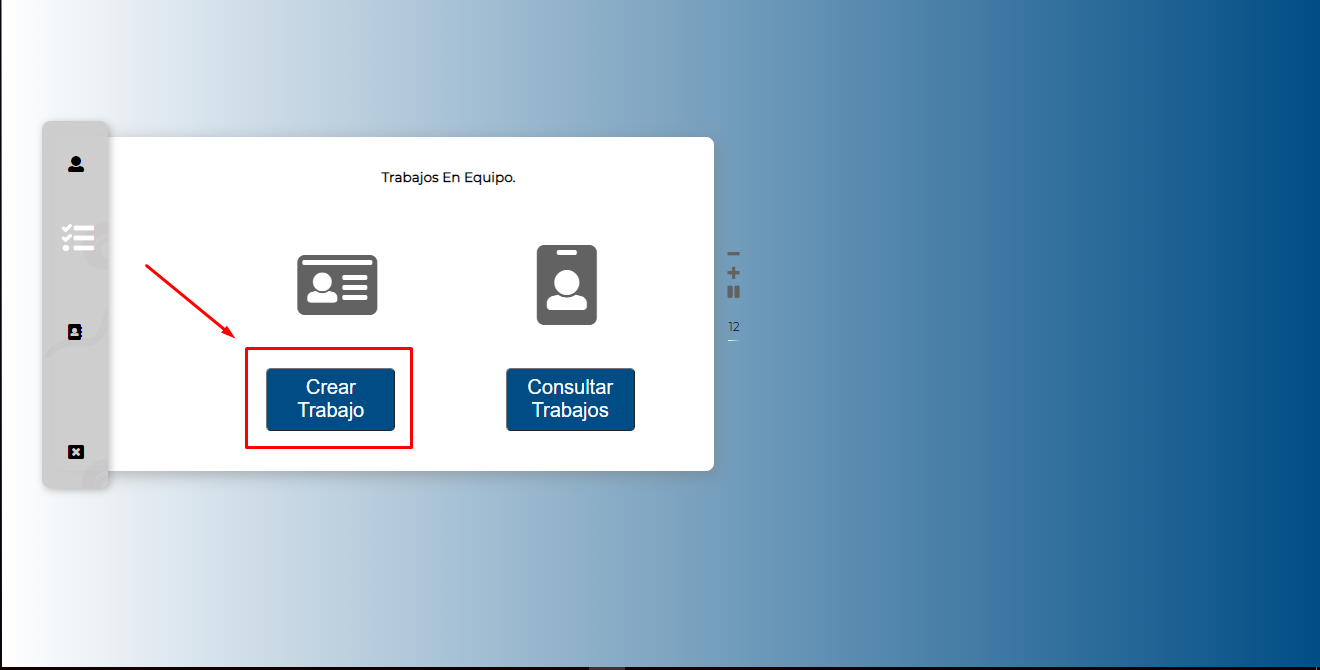 Trabajos En Equipo.
12
Crear
Trabajo
Consultar
Trabajos